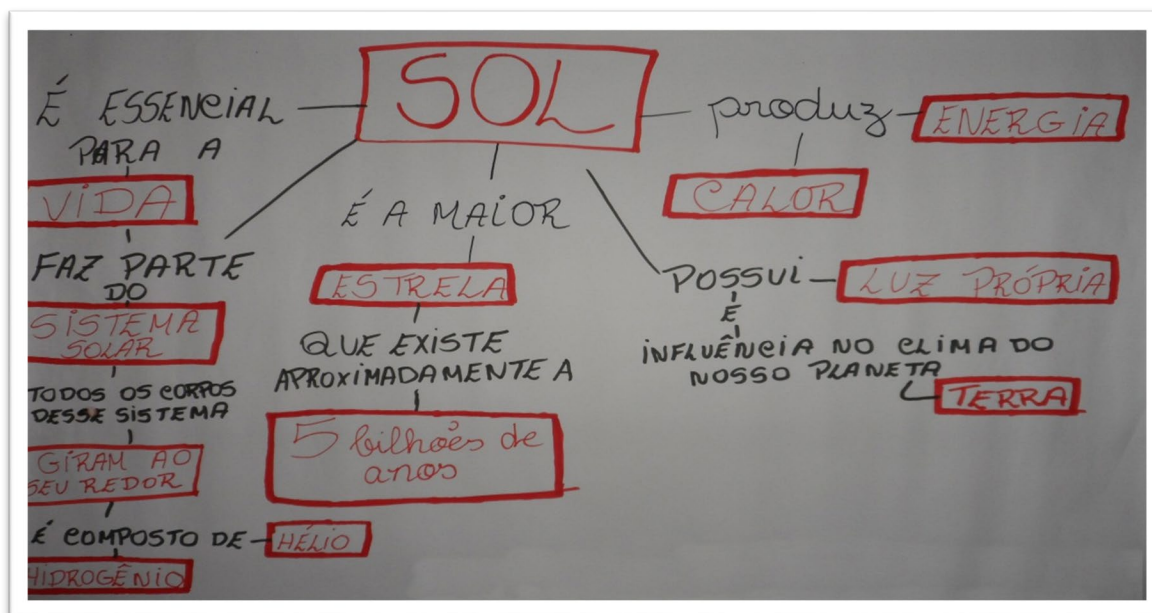 SOL
É ESSENCIAL
PARA A
VIDA
FAZ PARTE
DO
SISTEMA
SOLAR
TODOS OS CORPOS
DESSE SISTEMA
GIRAM AO
SEU REDOR
É COMPOSTO DE
HÉLIO
HIDROGÊNIO
É A MAIOR
ESTRELA
QUE EXISTE
APROXIMADAMENTE A
5 bilhões de
anos
produz
ENERGIA
CALOR
POSSUI
LUZ PRÓPRIA
E
INFLUÊNCIA NO CLIMA DO
NOSSO PLANETA
TERRA